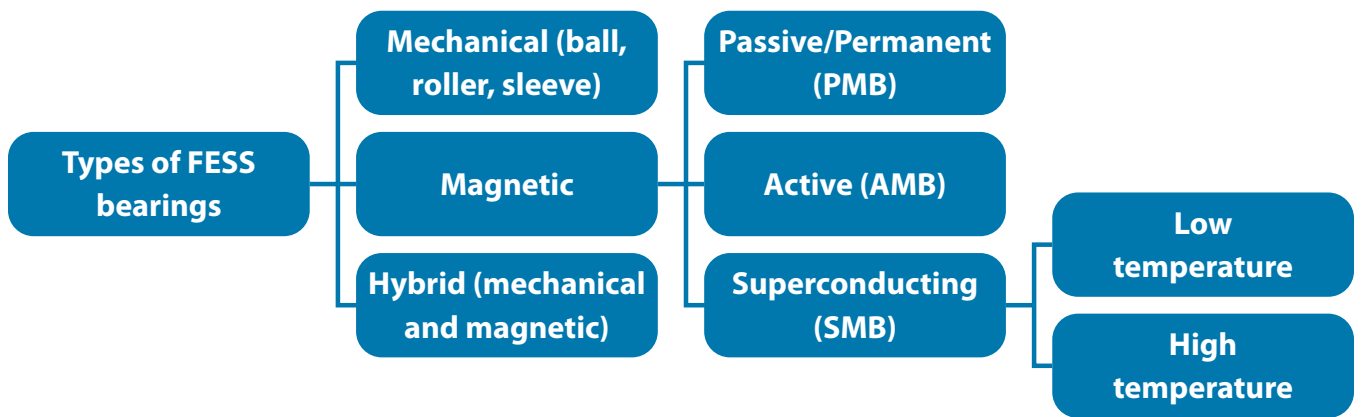 Types of FESS
bearings
Mechanical (ball,
roller, sleeve)
Magnetic
Hybrid (mechanical
and magnetic)
Passive/Permanent
(PMB)
Active (AMB)
Superconducting
(SMB)
Low
temperature
High
temperature